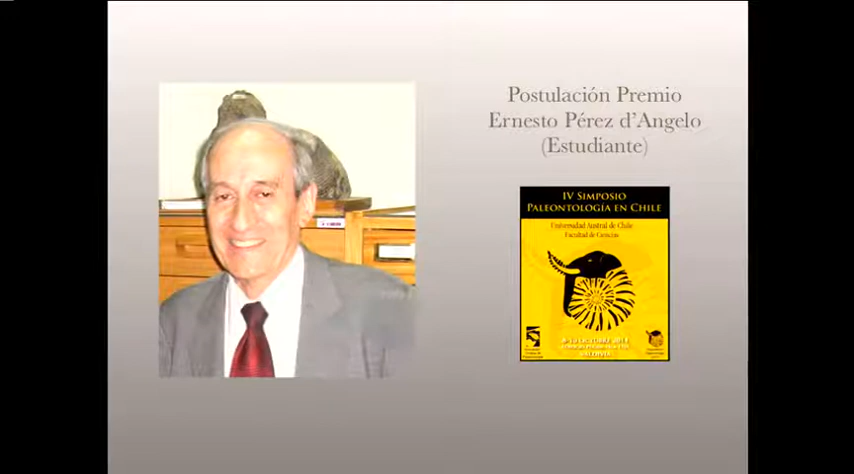 Postulación Premio
Ernesto Pérez d'Angelo
(Estudiante)
IV SIMPOSIO
PALEONTOLOGÍA EN CHILE
Universidad Austral de Chile
Facultad de Ciencias
VALDIVIA